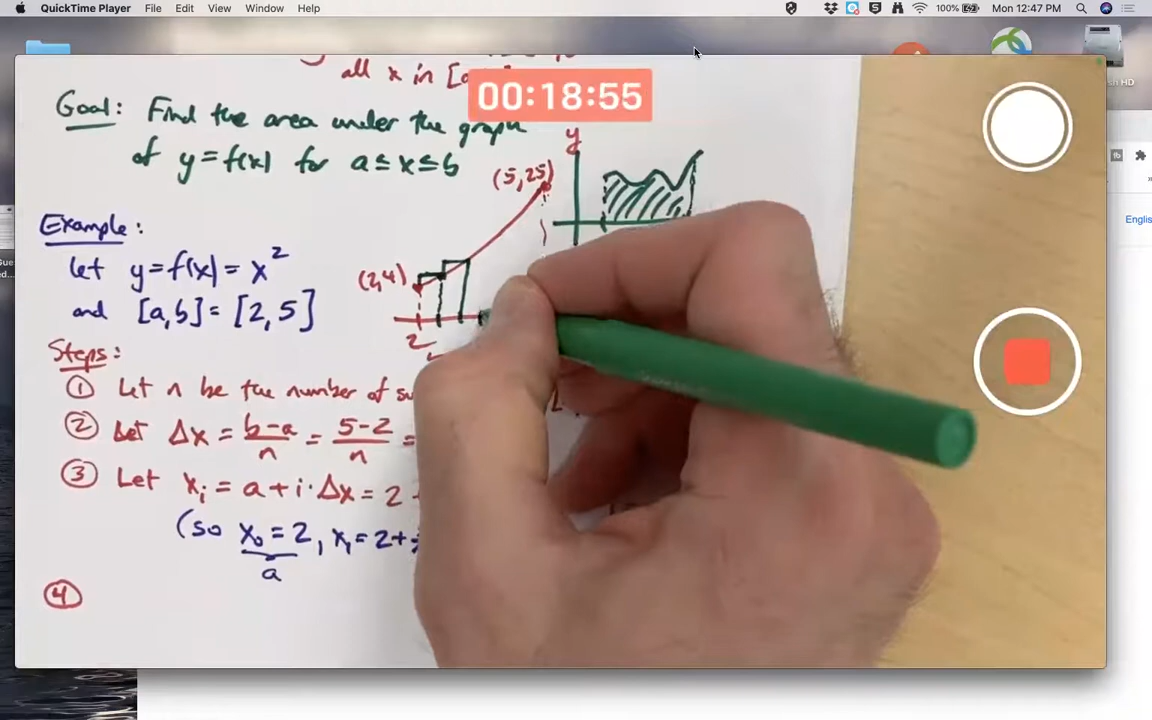 QuickTime Player File Edit View Window Help 100% Mon 12:47 PM
all x in [a
00:18:55
Goal: Find the area under the graph
of y=f(x) for a≤x≤b
y
(5,25)
Example:
let y=f(x)=x²
and [a,b]=[2,5]
(2,4)
2
Steps:
① Let n be the number of su
② Let Δx = b-a/n = 5-2/n =
③ Let xᵢ = a+i·Δx = 2
(so x₀=2, x₁=2+
a
④
HD
Englis